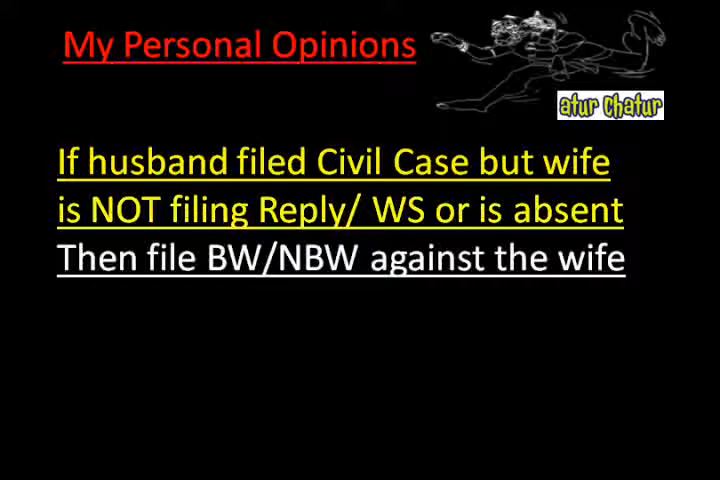 My Personal Opinions
atur chatur
If husband filed Civil Case but wife
is NOT filing Reply/ WS or is absent
Then file BW/NBW against the wife